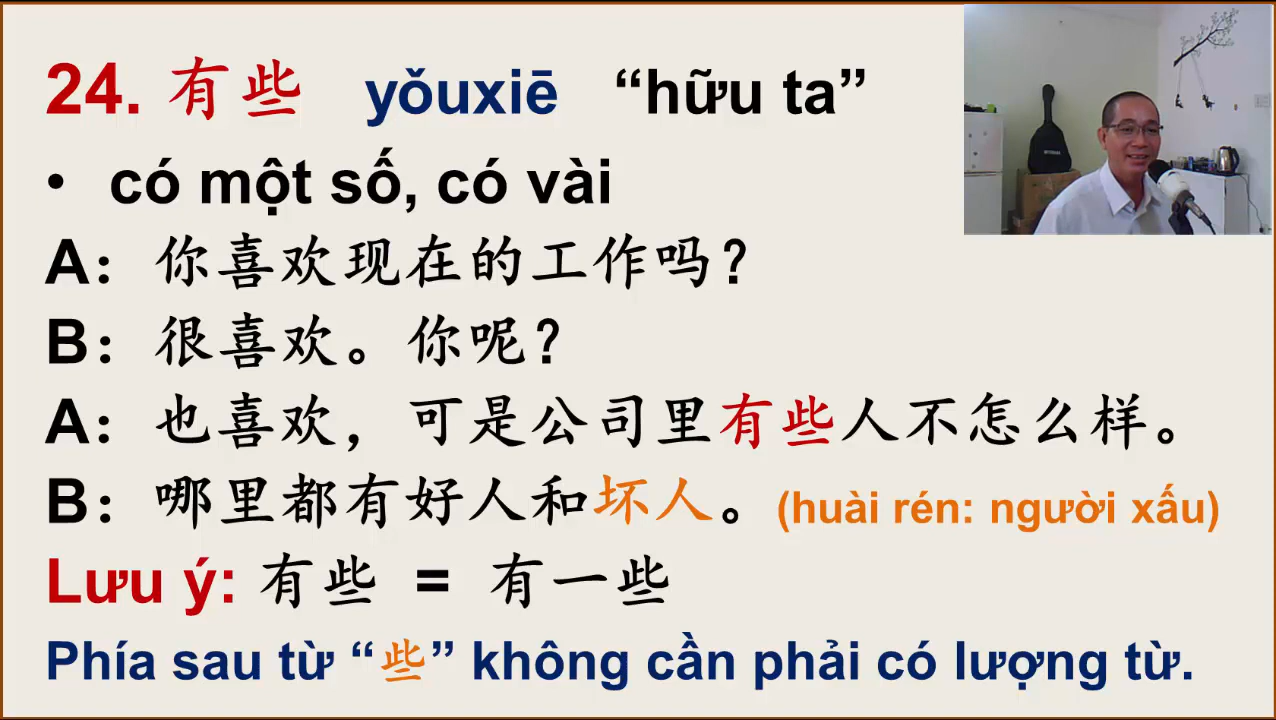 24. 有些 yǒuxiē “hữu ta”
• có một số, có vài
A：你喜欢现在的工作吗？
B：很喜欢。你呢？
A：也喜欢，可是公司里有些人不怎么样。
B：哪里都有好人和坏人。(huài rén: người xấu)
Lưu ý: 有些 = 有一些
Phía sau từ “些” không cần phải có lượng từ.